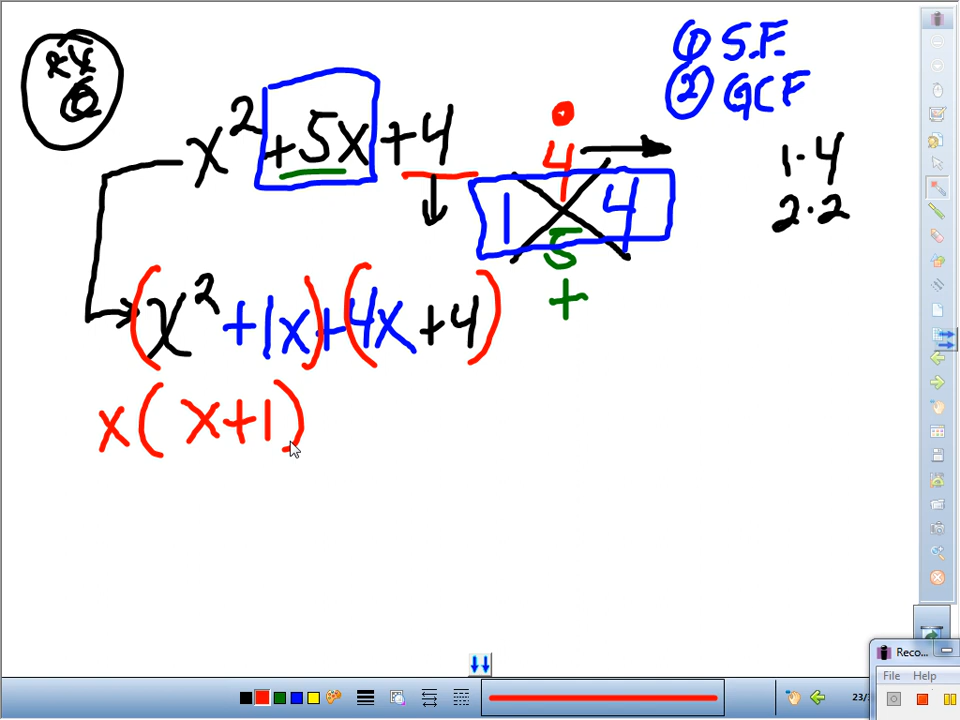 ① S.F.
② GCF
x² +5x +4
4
1 4
5
+
1·4
2·2
(x² +1x)+(4x +4)
x( x+1)
Reco...
File Help
23/